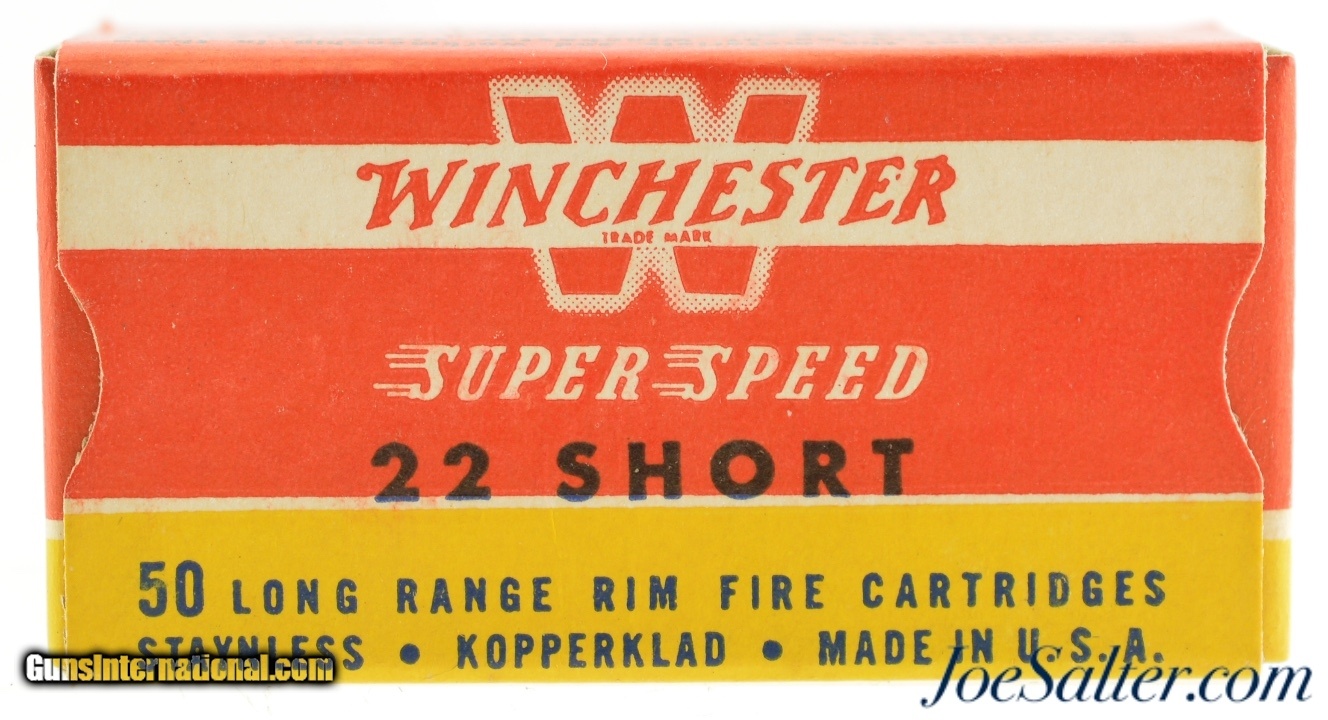 W
WINCHESTER
TRADE MARK
SUPER SPEED
22 SHORT
50 LONG RANGE RIM FIRE CARTRIDGES
STAYNLESS • KOPPERKLAD • MADE IN U.S.A.
GunsInternational.com
JoeSalter.com